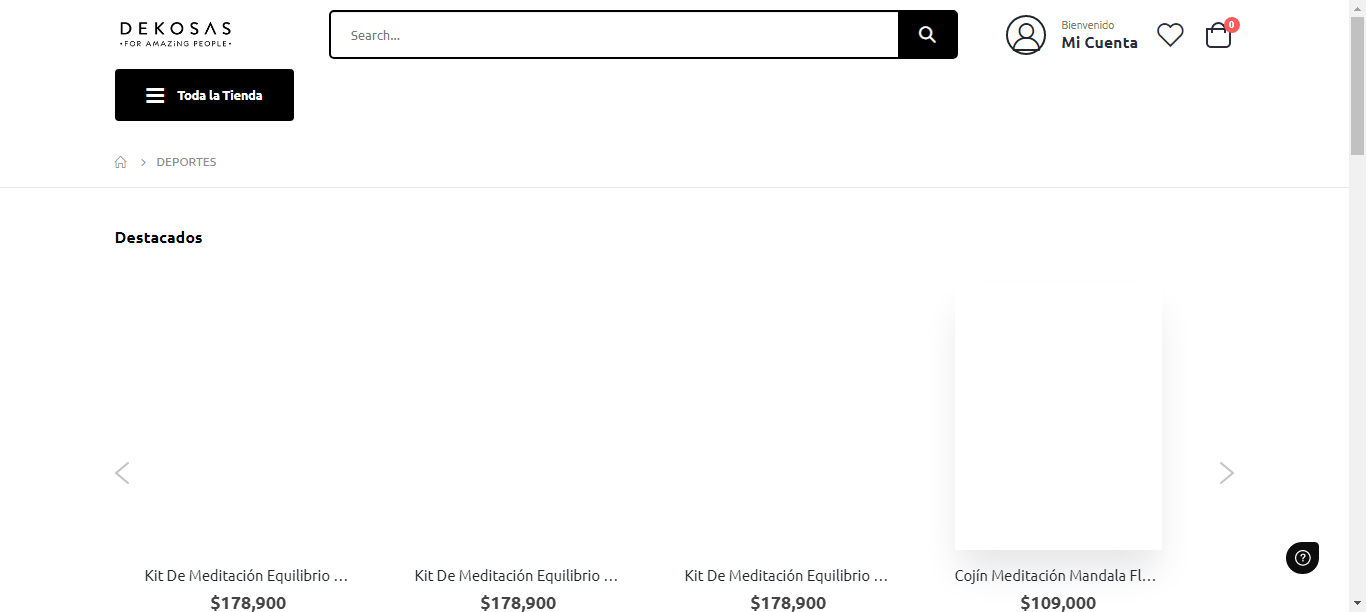 DEKOSAS
•FOR AMAZING PEOPLE•
Search...
Bienvenido
Mi Cuenta
0
Toda la Tienda
DEPORTES
Destacados
Kit De Meditación Equilibrio ...
$178,900
Kit De Meditación Equilibrio ...
$178,900
Kit De Meditación Equilibrio ...
$178,900
Cojín Meditación Mandala Fl...
$109,000